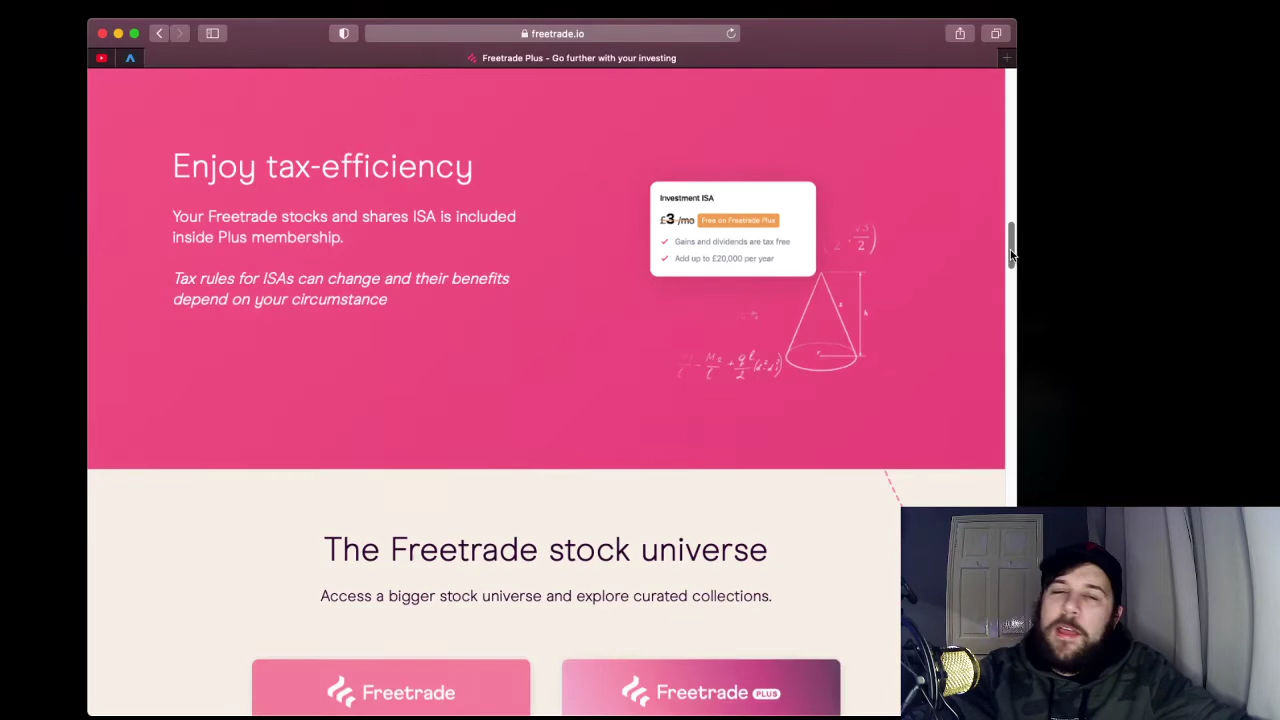 freetrade.io
Freetrade Plus - Go further with your investing
Enjoy tax-efficiency
Your Freetrade stocks and shares ISA is included
inside Plus membership.
Tax rules for ISAs can change and their benefits
depend on your circumstance
Investment ISA
£3/mo Free on Freetrade Plus
Gains and dividends are tax free
Add up to £20,000 per year
The Freetrade stock universe
Access a bigger stock universe and explore curated collections.
Freetrade
Freetrade PLUS